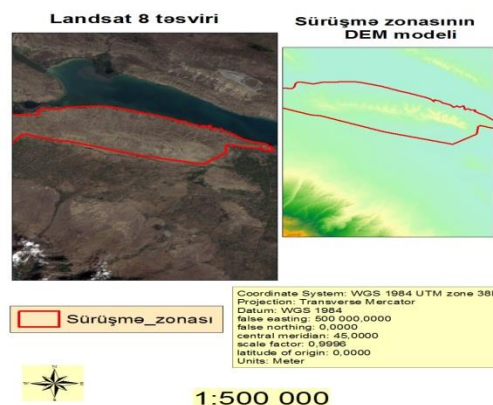 Landsat 8 təsviri
Sürüşmə zonasının
DEM modeli
Sürüşmə_zonası
Coordinate System: WGS 1984 UTM zone
Projection: Transverse Mercator
Datum: WGS 1984
false easting: 500 000,0000
false northing: 0,0000
central meridian: 45,0000
scale factor: 0,9996
latitude of origin: 0,0000
Units: Meter
1:500 000